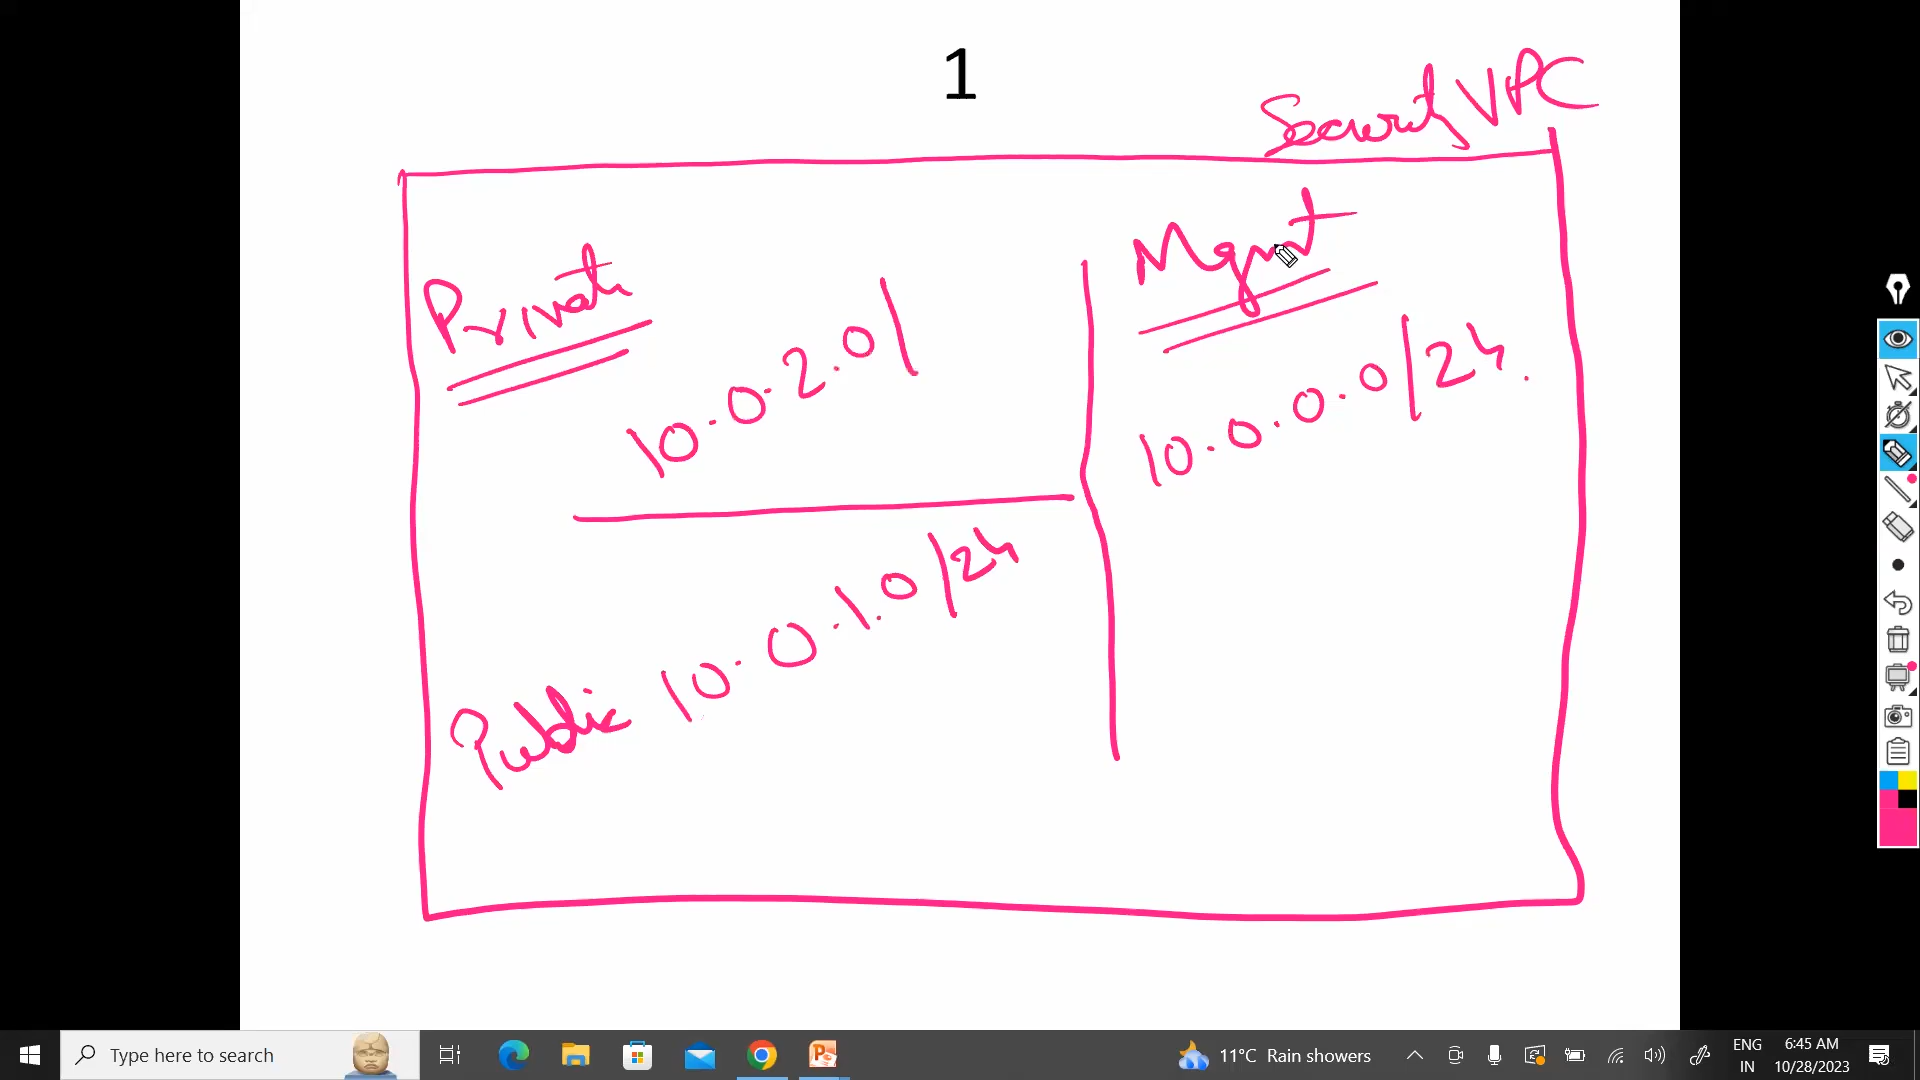 1
Security VPC
Private
10.0.2.0/
Mgmt
10.0.0.0/24.
Public 10.0.1.0/24
Type here to search
11°C Rain showers
ENG
IN
6:45 AM
10/28/2023